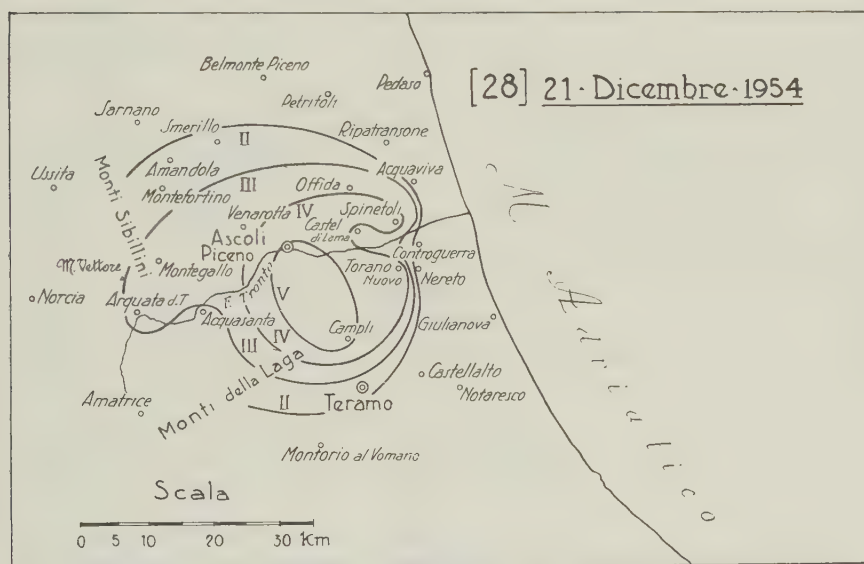 [28] 21·Dicembre·1954
Belmonte Piceno
Pedaso
Petritoli
Sarnano
Smerillo
II
Ripatransone
Ussita
Amandola
Acquaviva
Monti Sibillini
Montefortino
III
Offida
IV
Venarotta
Spinetoli
Castel
di Lama
Ascoli
Piceno
Controguerra
M. Vettore
Montegallo
Torano
Nuovo
Nereto
F. Tronto
Norcia
Arquata d.T
V
Acquasanta
Giulianova
Campli
IV
III
Castellalto
Monti della Laga
Amatrice
II
Teramo
Notaresco
Montorio al Vomano
M. Adriatico
Scala
0 5 10 20 30 Km